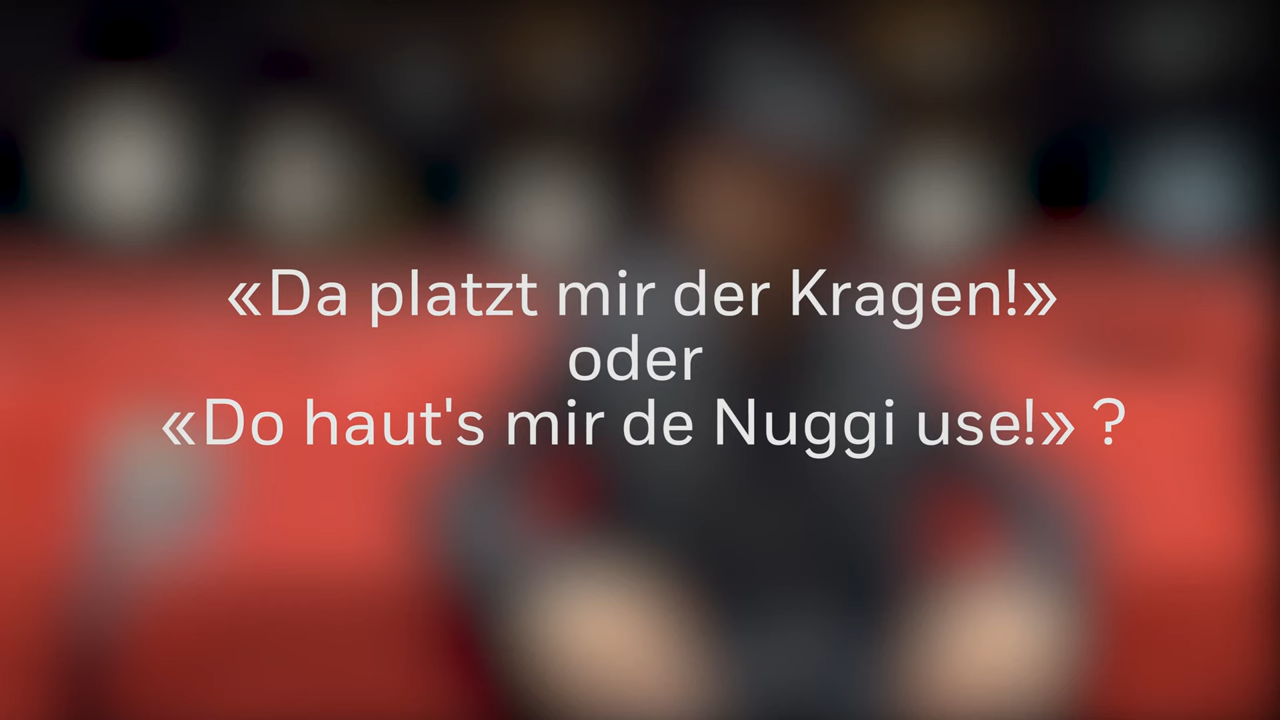 «Da platzt mir der Kragen!»
oder
«Do haut's mir de Nuggi use!» ?